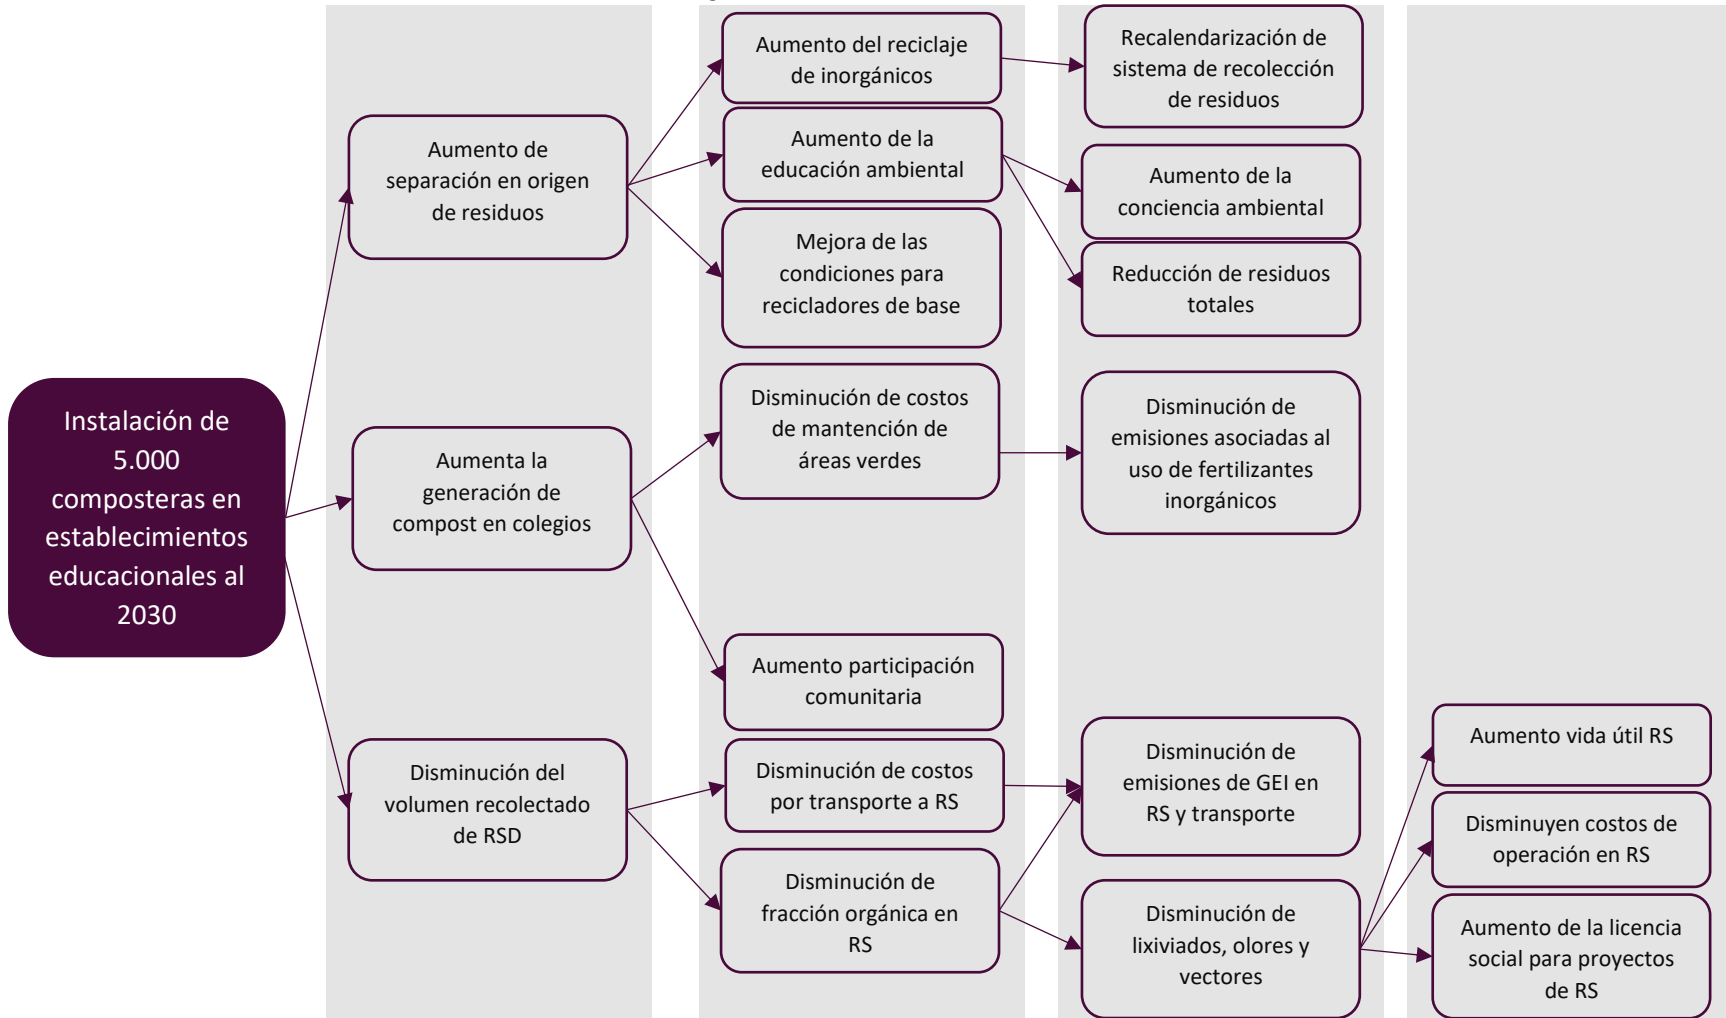 Instalación de
5.000
composteras en
establecimientos
educacionales al
2030
Aumento de
separación en origen
de residuos
Aumenta la
generación de
compost en colegios
Disminución del
volumen recolectado
de RSD
Aumento del reciclaje
de inorgánicos
Aumento de la
educación ambiental
Mejora de las
condiciones para
recicladores de base
Disminución de costos
de mantención de
áreas verdes
Aumento participación
comunitaria
Disminución de costos
por transporte a RS
Disminución de
fracción orgánica en
RS
Recalendarización de
sistema de recolección
de residuos
Aumento de la
conciencia ambiental
Reducción de residuos
totales
Disminución de
emisiones asociadas al
uso de fertilizantes
inorgánicos
Disminución de
emisiones de GEI en
RS y transporte
Disminución de
lixiviados, olores y
vectores
Aumento vida útil RS
Disminuyen costos de
operación en RS
Aumento de la licencia
social para proyectos
de RS